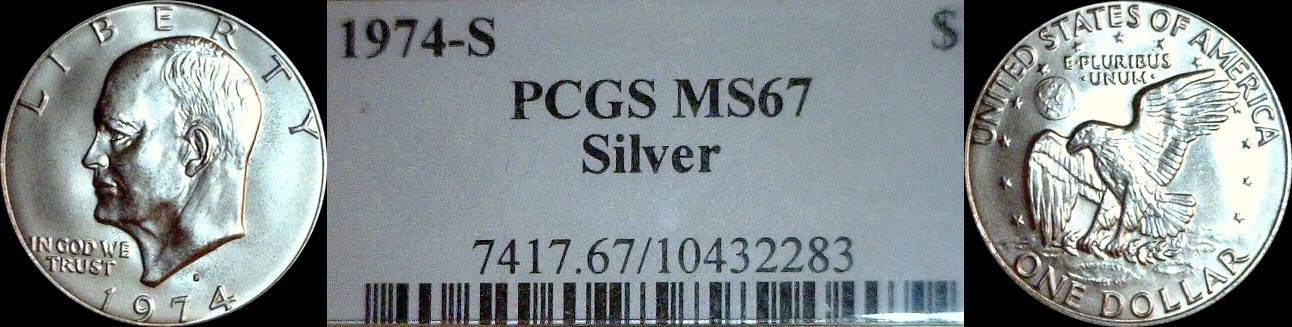 LIBERTY
IN GOD WE
TRUST
S
1974
1974-S
$
PCGS MS67
Silver
7417.67/10432283
UNITED STATES OF AMERICA
E PLURIBUS
·UNUM·
ONE DOLLAR